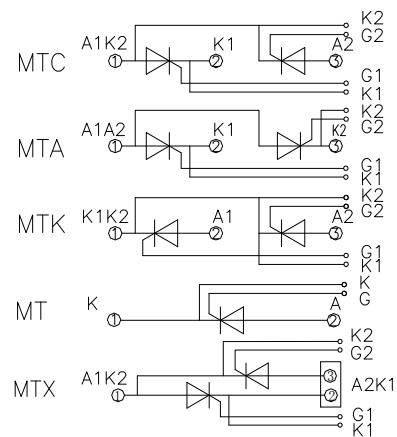 K2
G2
MTC A1K2 K1 A2
1 2 3
G1
K1
K2
G2
MTA A1A2 K1 K2
1 2 3
G1
K1
K2
G2
MTK K1K2 A1 A2
1 2 3
G1
K1
K
G
MT K A
1 2
K2
G2
MTX A1K2 3 A2K1
1 2
G1
K1